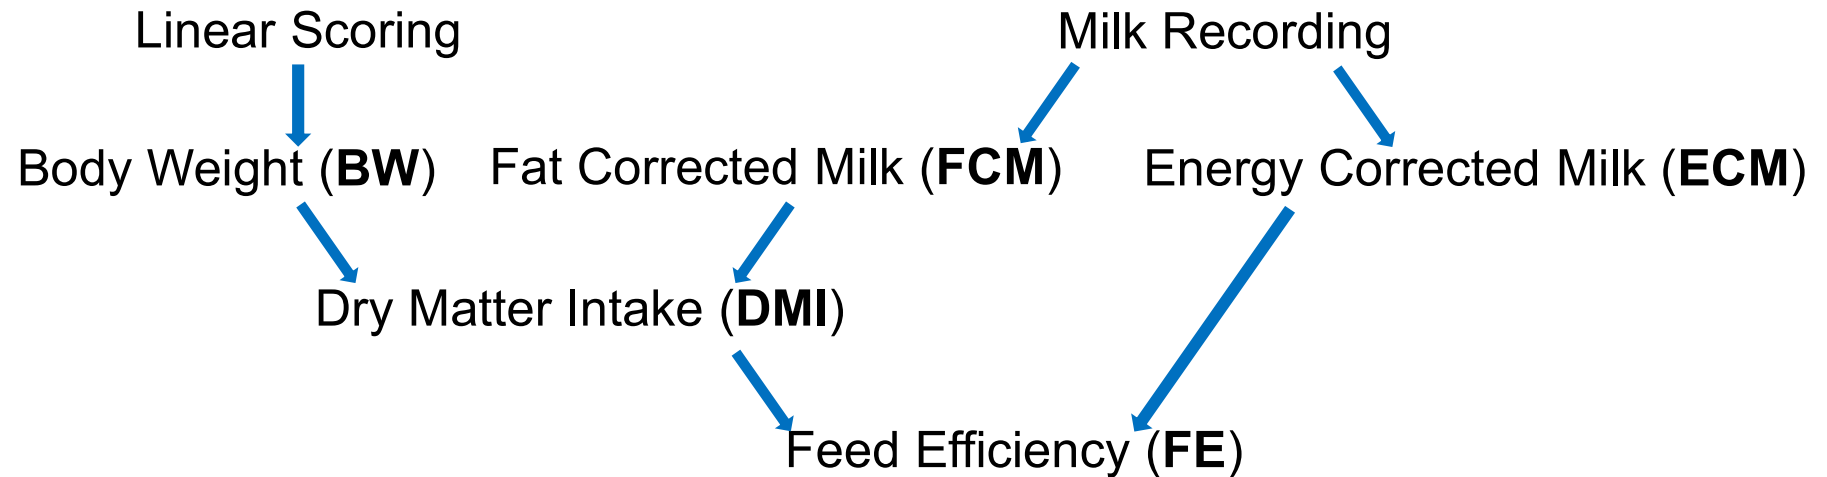 Linear Scoring Milk Recording
Body Weight (BW) Fat Corrected Milk (FCM) Energy Corrected Milk (ECM)
Dry Matter Intake (DMI)
Feed Efficiency (FE)